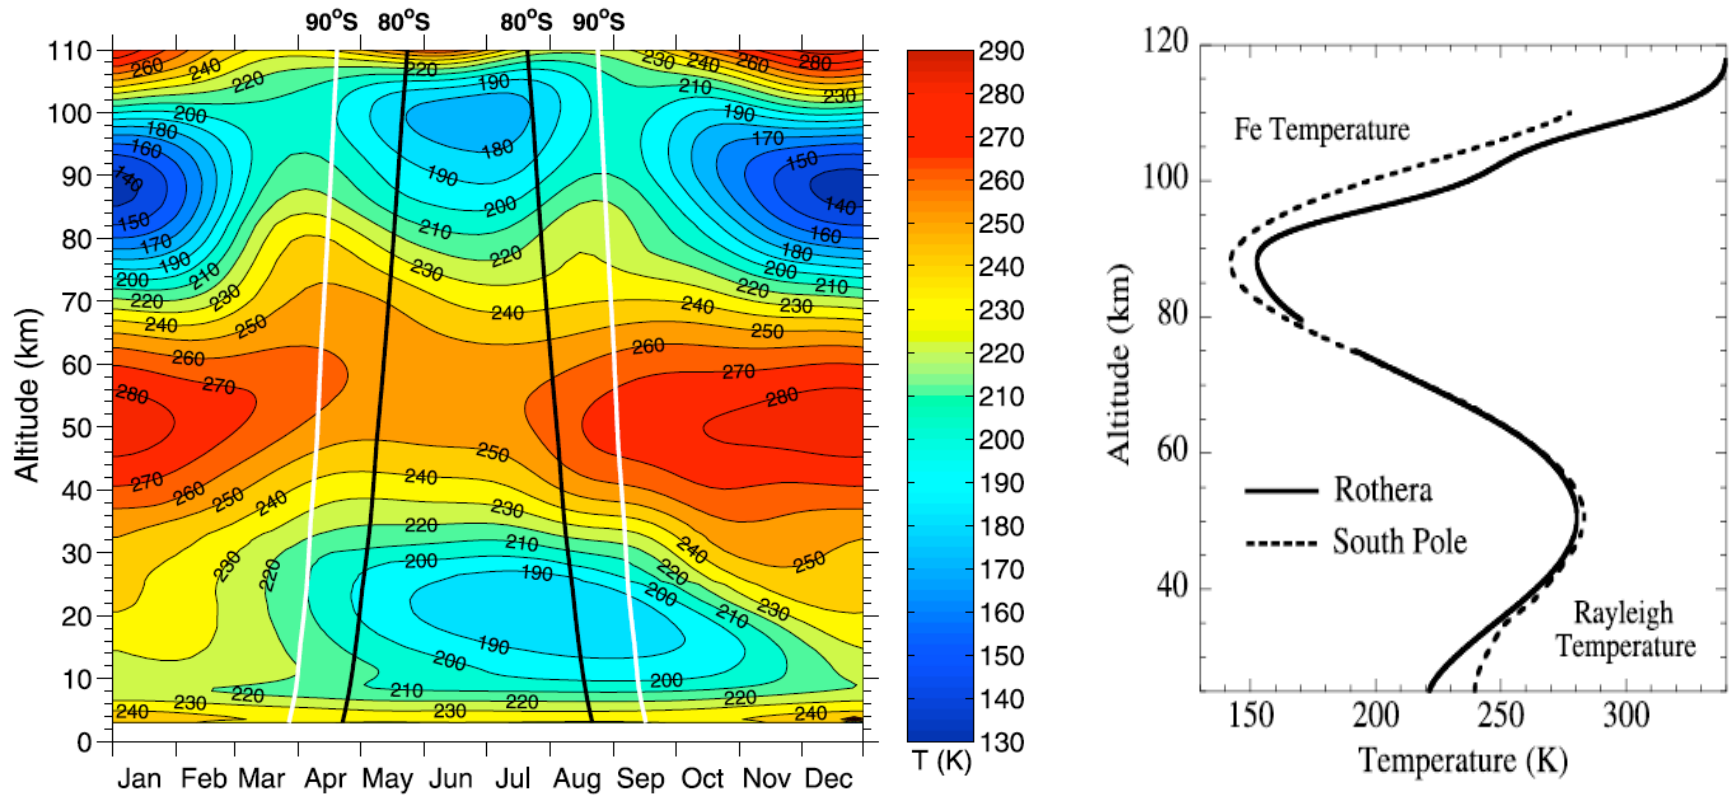 90°S 80°S 80°S 90°S
110
100
90
80
70
60
50
40
30
20
10
0
Altitude (km)
260 240 220 220 190 230 240 260 280
200 210 230
180 190
160 170
140 180 150
190
150 200 140
170 210 160
190 220 180
200 210 230 200
220 230 220 210
240 250 240 240 230
250
260 260
270 270
280 280
250
270 260 250 240 240
230
220
210 240
230 220 200 190 220 250
200
210 230
190
200 200
220 210 220 220
230 230
240 240
Jan Feb Mar Apr May Jun Jul Aug Sep Oct Nov Dec
290
280
270
260
250
240
230
220
210
200
190
180
170
160
150
140
130
T (K)
120
100
80
60
40
Altitude (km)
Fe Temperature
Rothera
South Pole
Rayleigh
Temperature
150 200 250 300
Temperature (K)